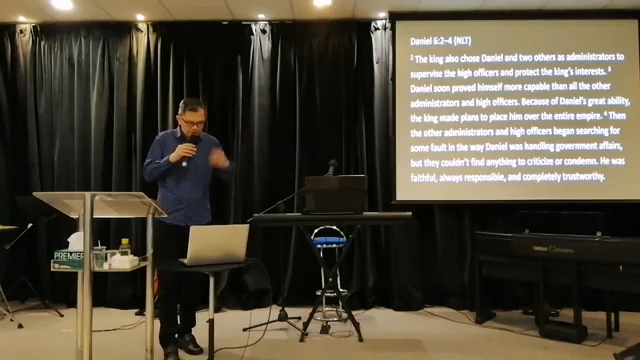 Daniel 6:2–4 (NLT)
2 The king also chose Daniel and two others as administrators to
supervise the high officers and protect the king's interests. 3
Daniel soon proved himself more capable than all the other
administrators and high officers. Because of Daniel's great ability,
the king made plans to place him over the entire empire. 4 Then
the other administrators and high officers began searching for
some fault in the way Daniel was handling government affairs,
but they couldn't find anything to criticize or condemn. He was
faithful, always responsible, and completely trustworthy.
PREMIER
YAMAHA Clavinova